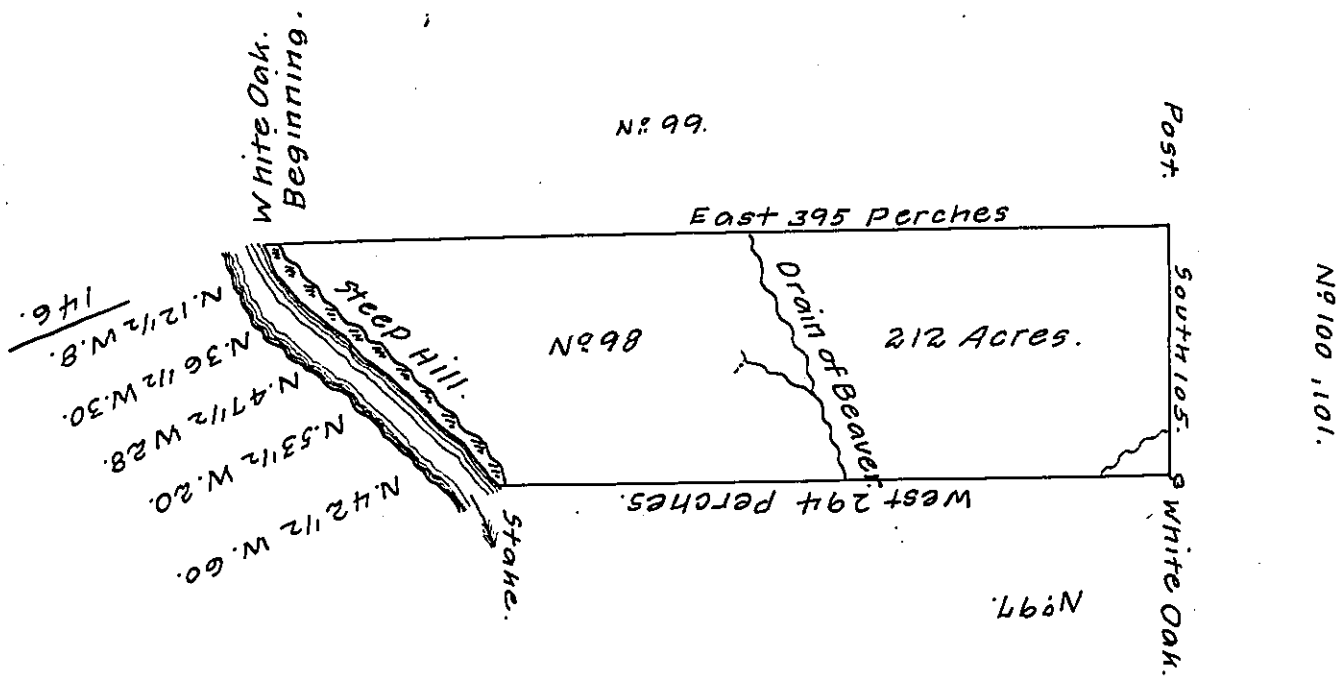 White Oak.
Beginning.
Nº 99.
Post.
Nº 100, 101.
East 395 Perches
South 105
Steep Hill.
Nº 98
Drain of Beaver
212 Acres.
West 294 Perches.
White Oak.
Nº 97.
Stake.
N. 42 1/2 W. 60.
N. 53 1/2 W. 20.
N. 47 1/2 W 28.
N. 36 1/2 W. 30.
N. 12 1/2 W. 8.
146.